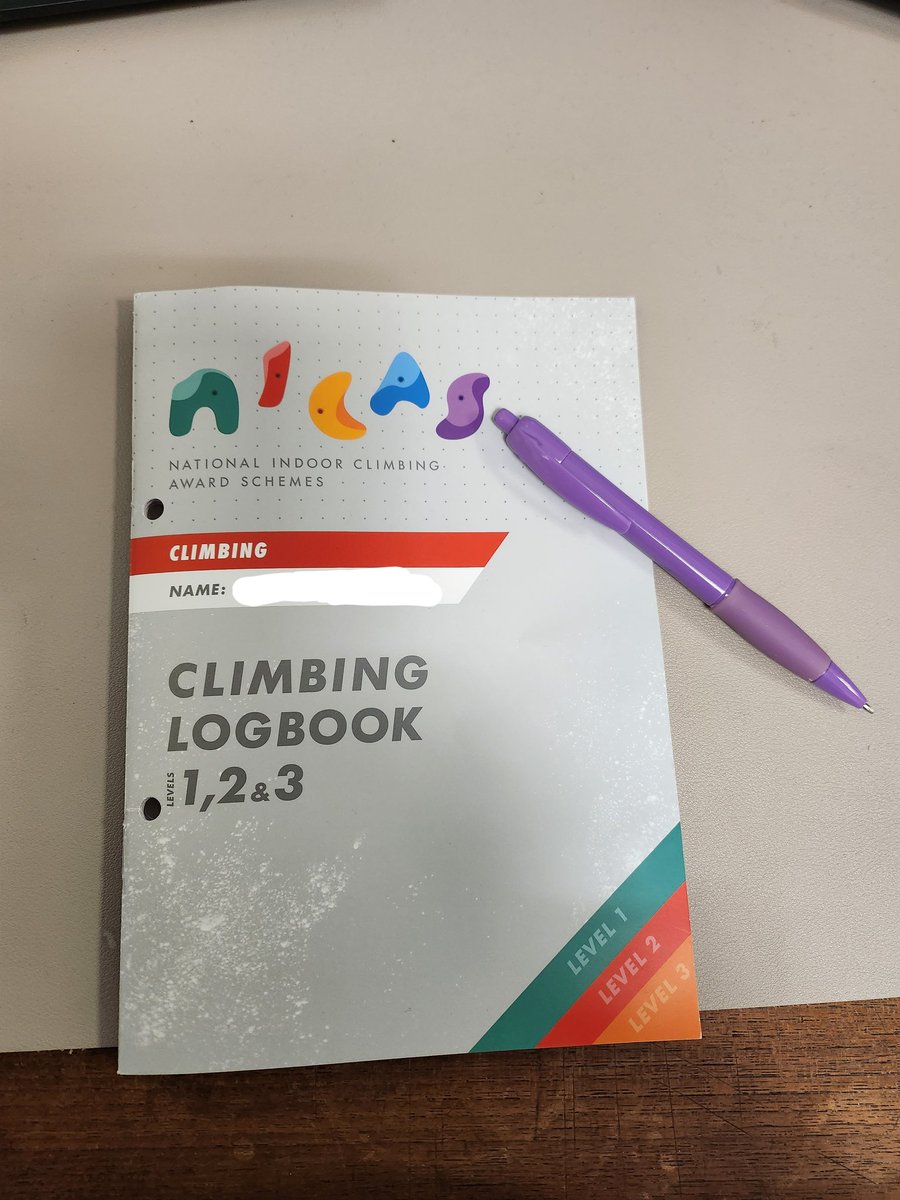 nICAS
NATIONAL INDOOR CLIMBING
AWARD SCHEMES
CLIMBING
NAME:
CLIMBING
LOGBOOK
LEVELS 1,2&3
LEVEL 1
LEVEL 2
LEVEL 3